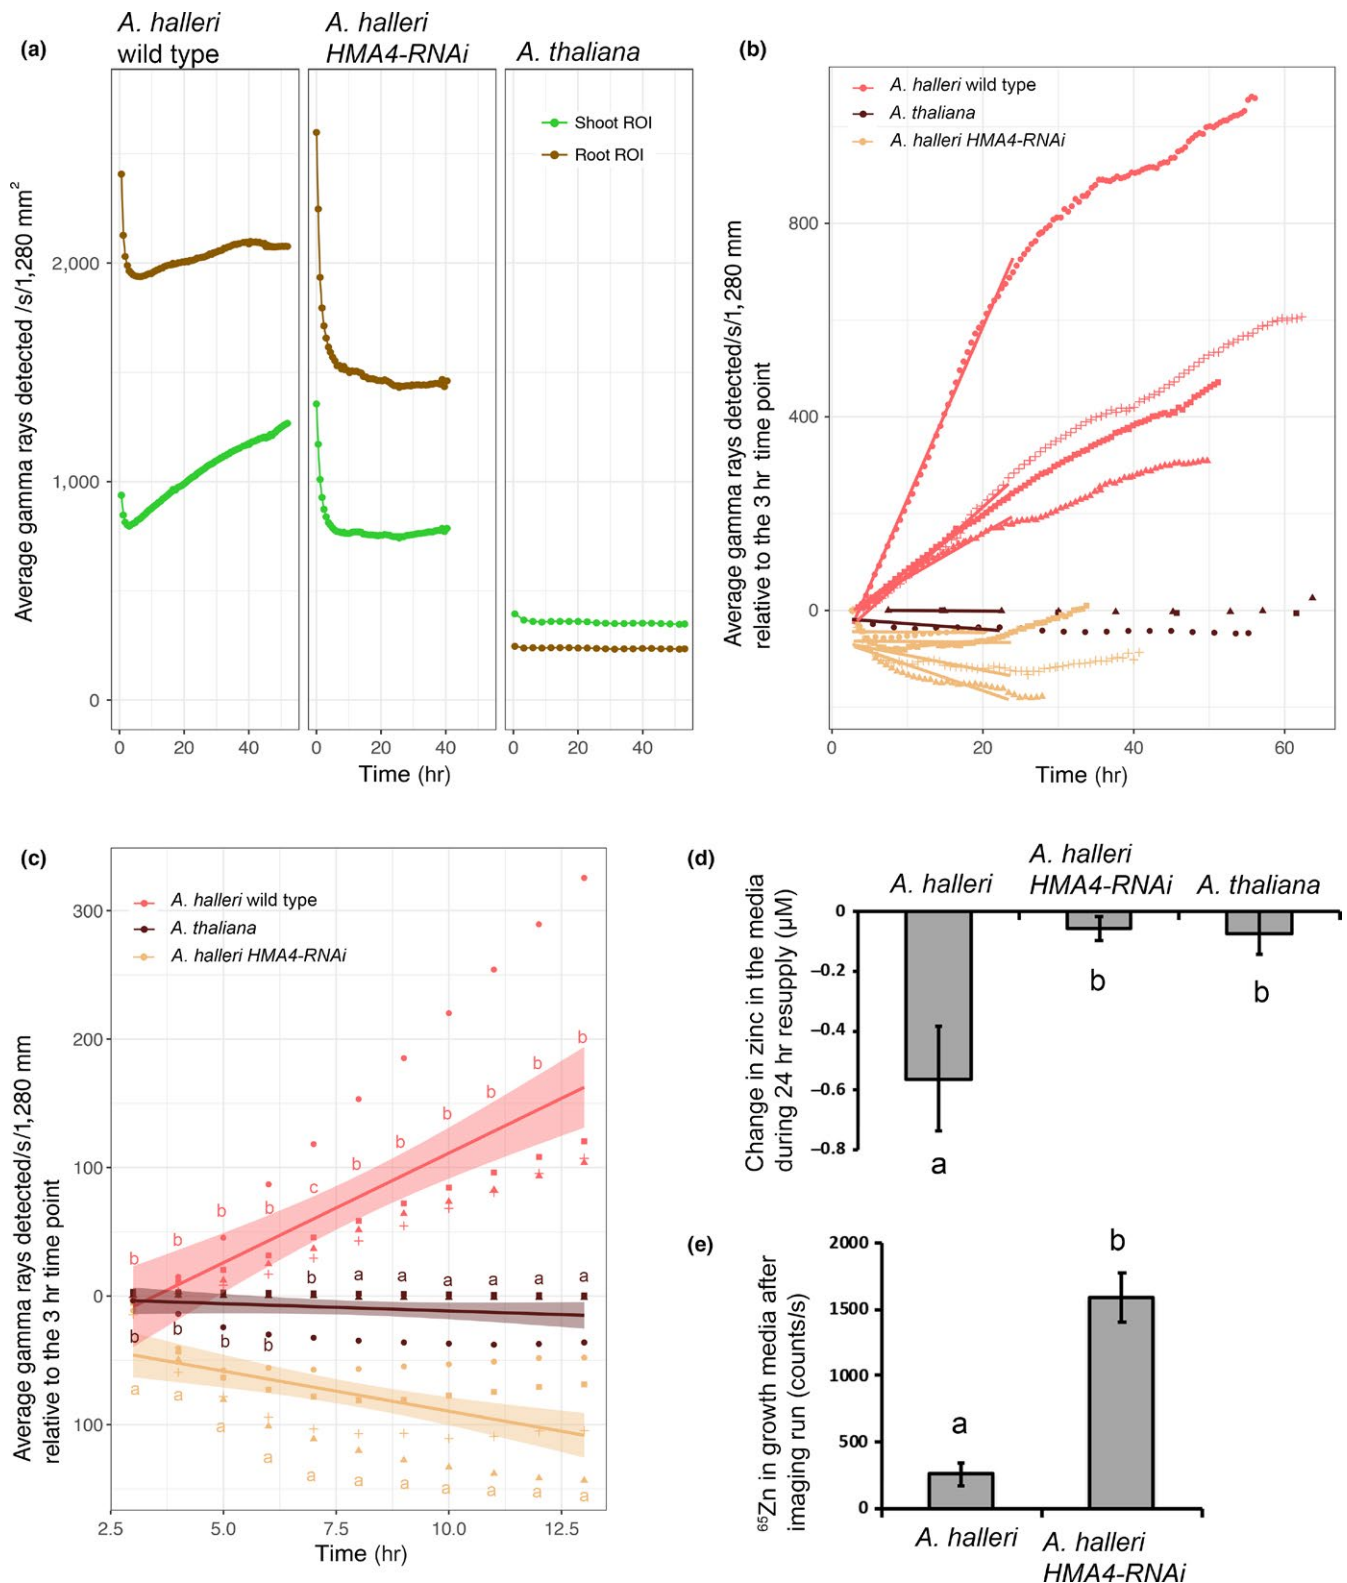 (a)
A. halleri
wild type
A. halleri
HMA4-RNAi
A. thaliana
Average gamma rays detected /s/1,280 mm²
2,000
1,000
0
Shoot ROI
Root ROI
0 20 40
0 20 40
0 20 40
Time (hr)
(b)
A. halleri wild type
A. thaliana
A. halleri HMA4-RNAi
Average gamma rays detected/s/1,280 mm
relative to the 3 hr time point
800
400
0
0 20 40 60
Time (hr)
(c)
A. halleri wild type
A. thaliana
A. halleri HMA4-RNAi
Average gamma rays detected/s/1,280 mm
relative to the 3 hr time point
300
200
100
0
100
b b b b c b b b b b b
b b b b b a a a a a a
a a a a a a a a a a a
2.5 5.0 7.5 10.0 12.5
Time (hr)
(d)
A. halleri
A. halleri
HMA4-RNAi
A. thaliana
Change in zinc in the media
during 24 hr resupply (µM)
0
–0.2
–0.4
–0.6
–0.8
a
b
b
(e)
⁶⁵Zn in growth media after
imaging run (counts/s)
2000
1500
1000
500
0
a
b
A. halleri
A. halleri
HMA4-RNAi